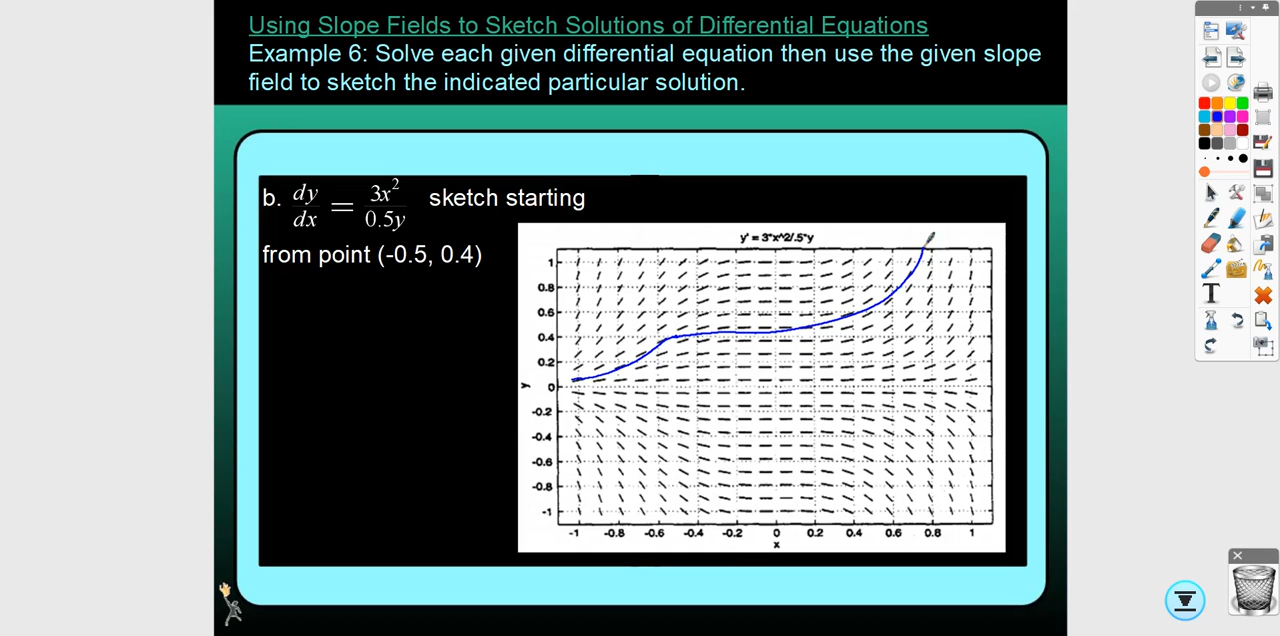 Using Slope Fields to Sketch Solutions of Differential Equations
Example 6: Solve each given differential equation then use the given slope
field to sketch the indicated particular solution.
b. dy/dx = 3x²/0.5y sketch starting
from point (-0.5, 0.4)
y' = 3*x^2/.5*y
1
0.8
0.6
0.4
0.2
0
-0.2
-0.4
-0.6
-0.8
-1
y
-1 -0.8 -0.6 -0.4 -0.2 0 0.2 0.4 0.6 0.8 1
x
T